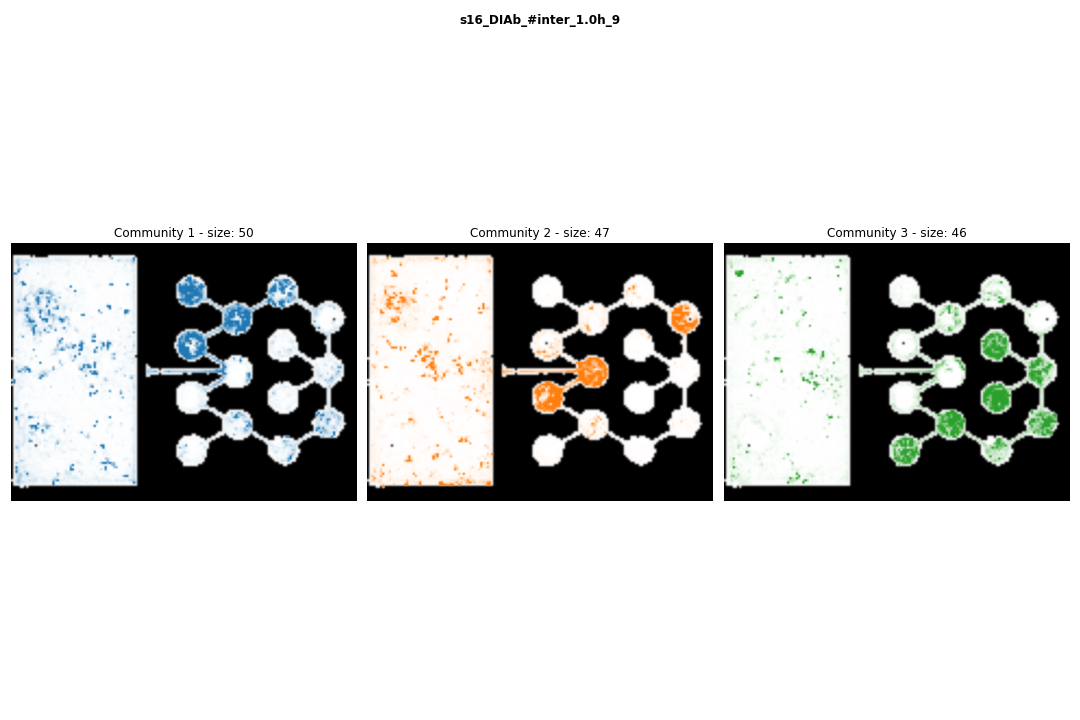 s16_DIAb_#inter_1.0h_9
Community 1 - size: 50
Community 2 - size: 47
Community 3 - size: 46